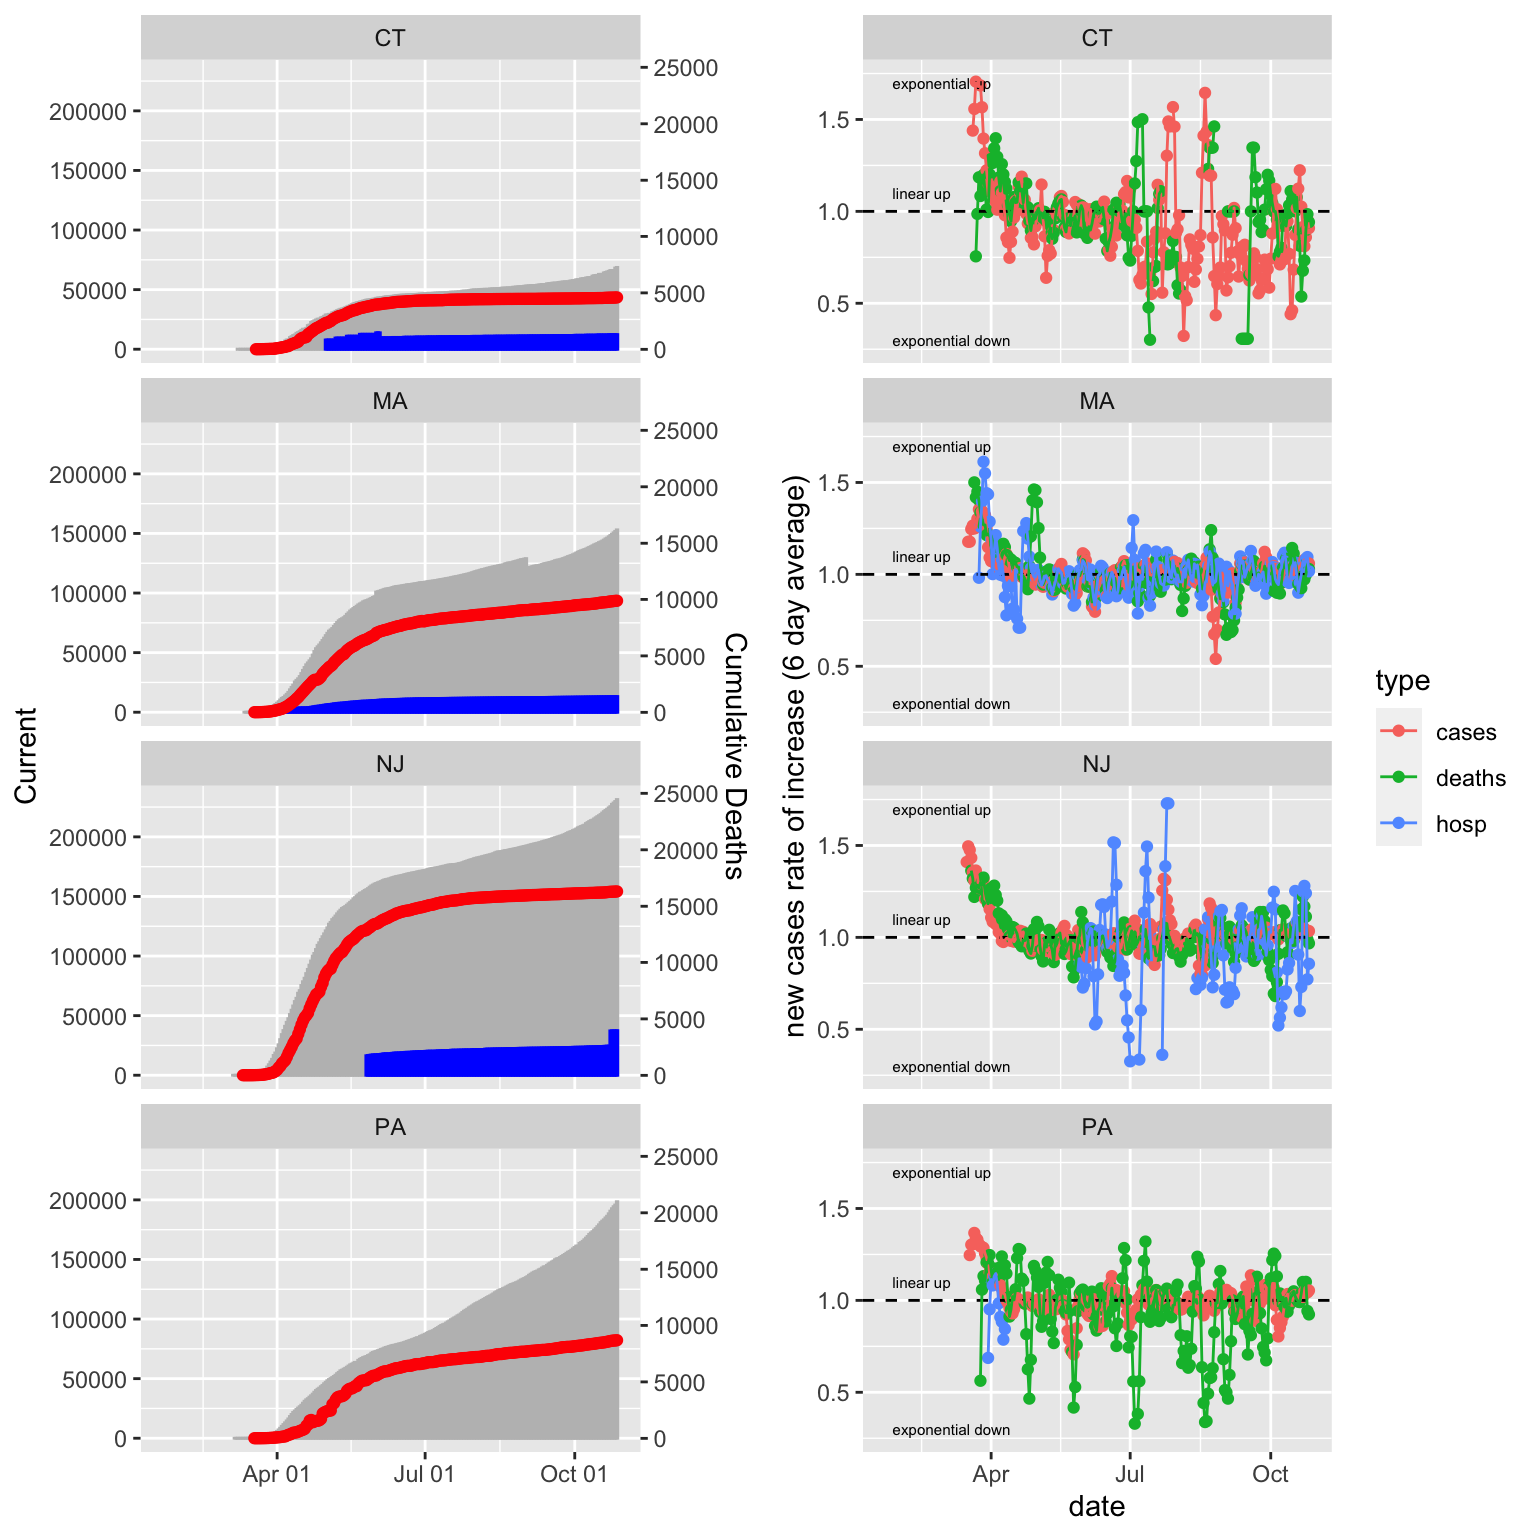 CT
200000
150000
100000
50000
0
25000
20000
15000
10000
5000
0
MA
200000
150000
100000
50000
0
25000
20000
15000
10000
5000
0
NJ
200000
150000
100000
50000
0
25000
20000
15000
10000
5000
0
PA
200000
150000
100000
50000
0
25000
20000
15000
10000
5000
0
Apr 01
Jul 01
Oct 01
Current
Cumulative Deaths
CT
exponential up
linear up
exponential down
1.5
1.0
0.5
MA
exponential up
linear up
exponential down
1.5
1.0
0.5
NJ
exponential up
linear up
exponential down
1.5
1.0
0.5
PA
exponential up
linear up
exponential down
1.5
1.0
0.5
Apr
Jul
Oct
date
new cases rate of increase (6 day average)
type
cases
deaths
hosp